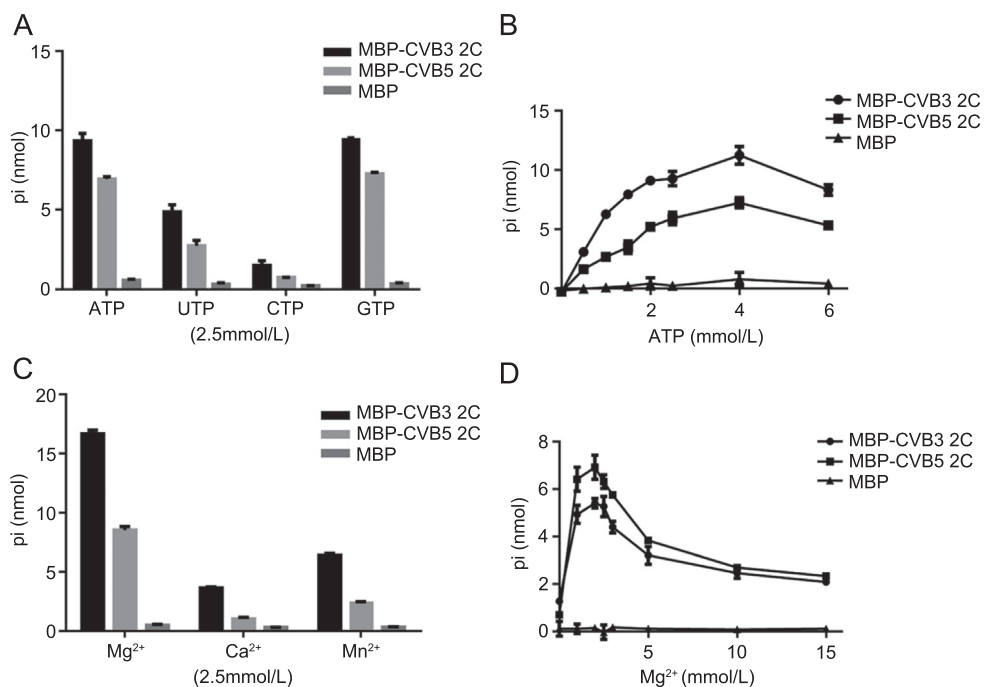 A
15
10
5
0
pi (nmol)
MBP-CVB3 2C
MBP-CVB5 2C
MBP
ATP UTP CTP GTP
(2.5mmol/L)
B
15
10
5
0
pi (nmol)
MBP-CVB3 2C
MBP-CVB5 2C
MBP
2 4 6
ATP (mmol/L)
C
20
15
10
5
0
pi (nmol)
MBP-CVB3 2C
MBP-CVB5 2C
MBP
Mg²⁺ Ca²⁺ Mn²⁺
(2.5mmol/L)
D
8
6
4
2
0
pi (nmol)
MBP-CVB3 2C
MBP-CVB5 2C
MBP
5 10 15
Mg²⁺ (mmol/L)